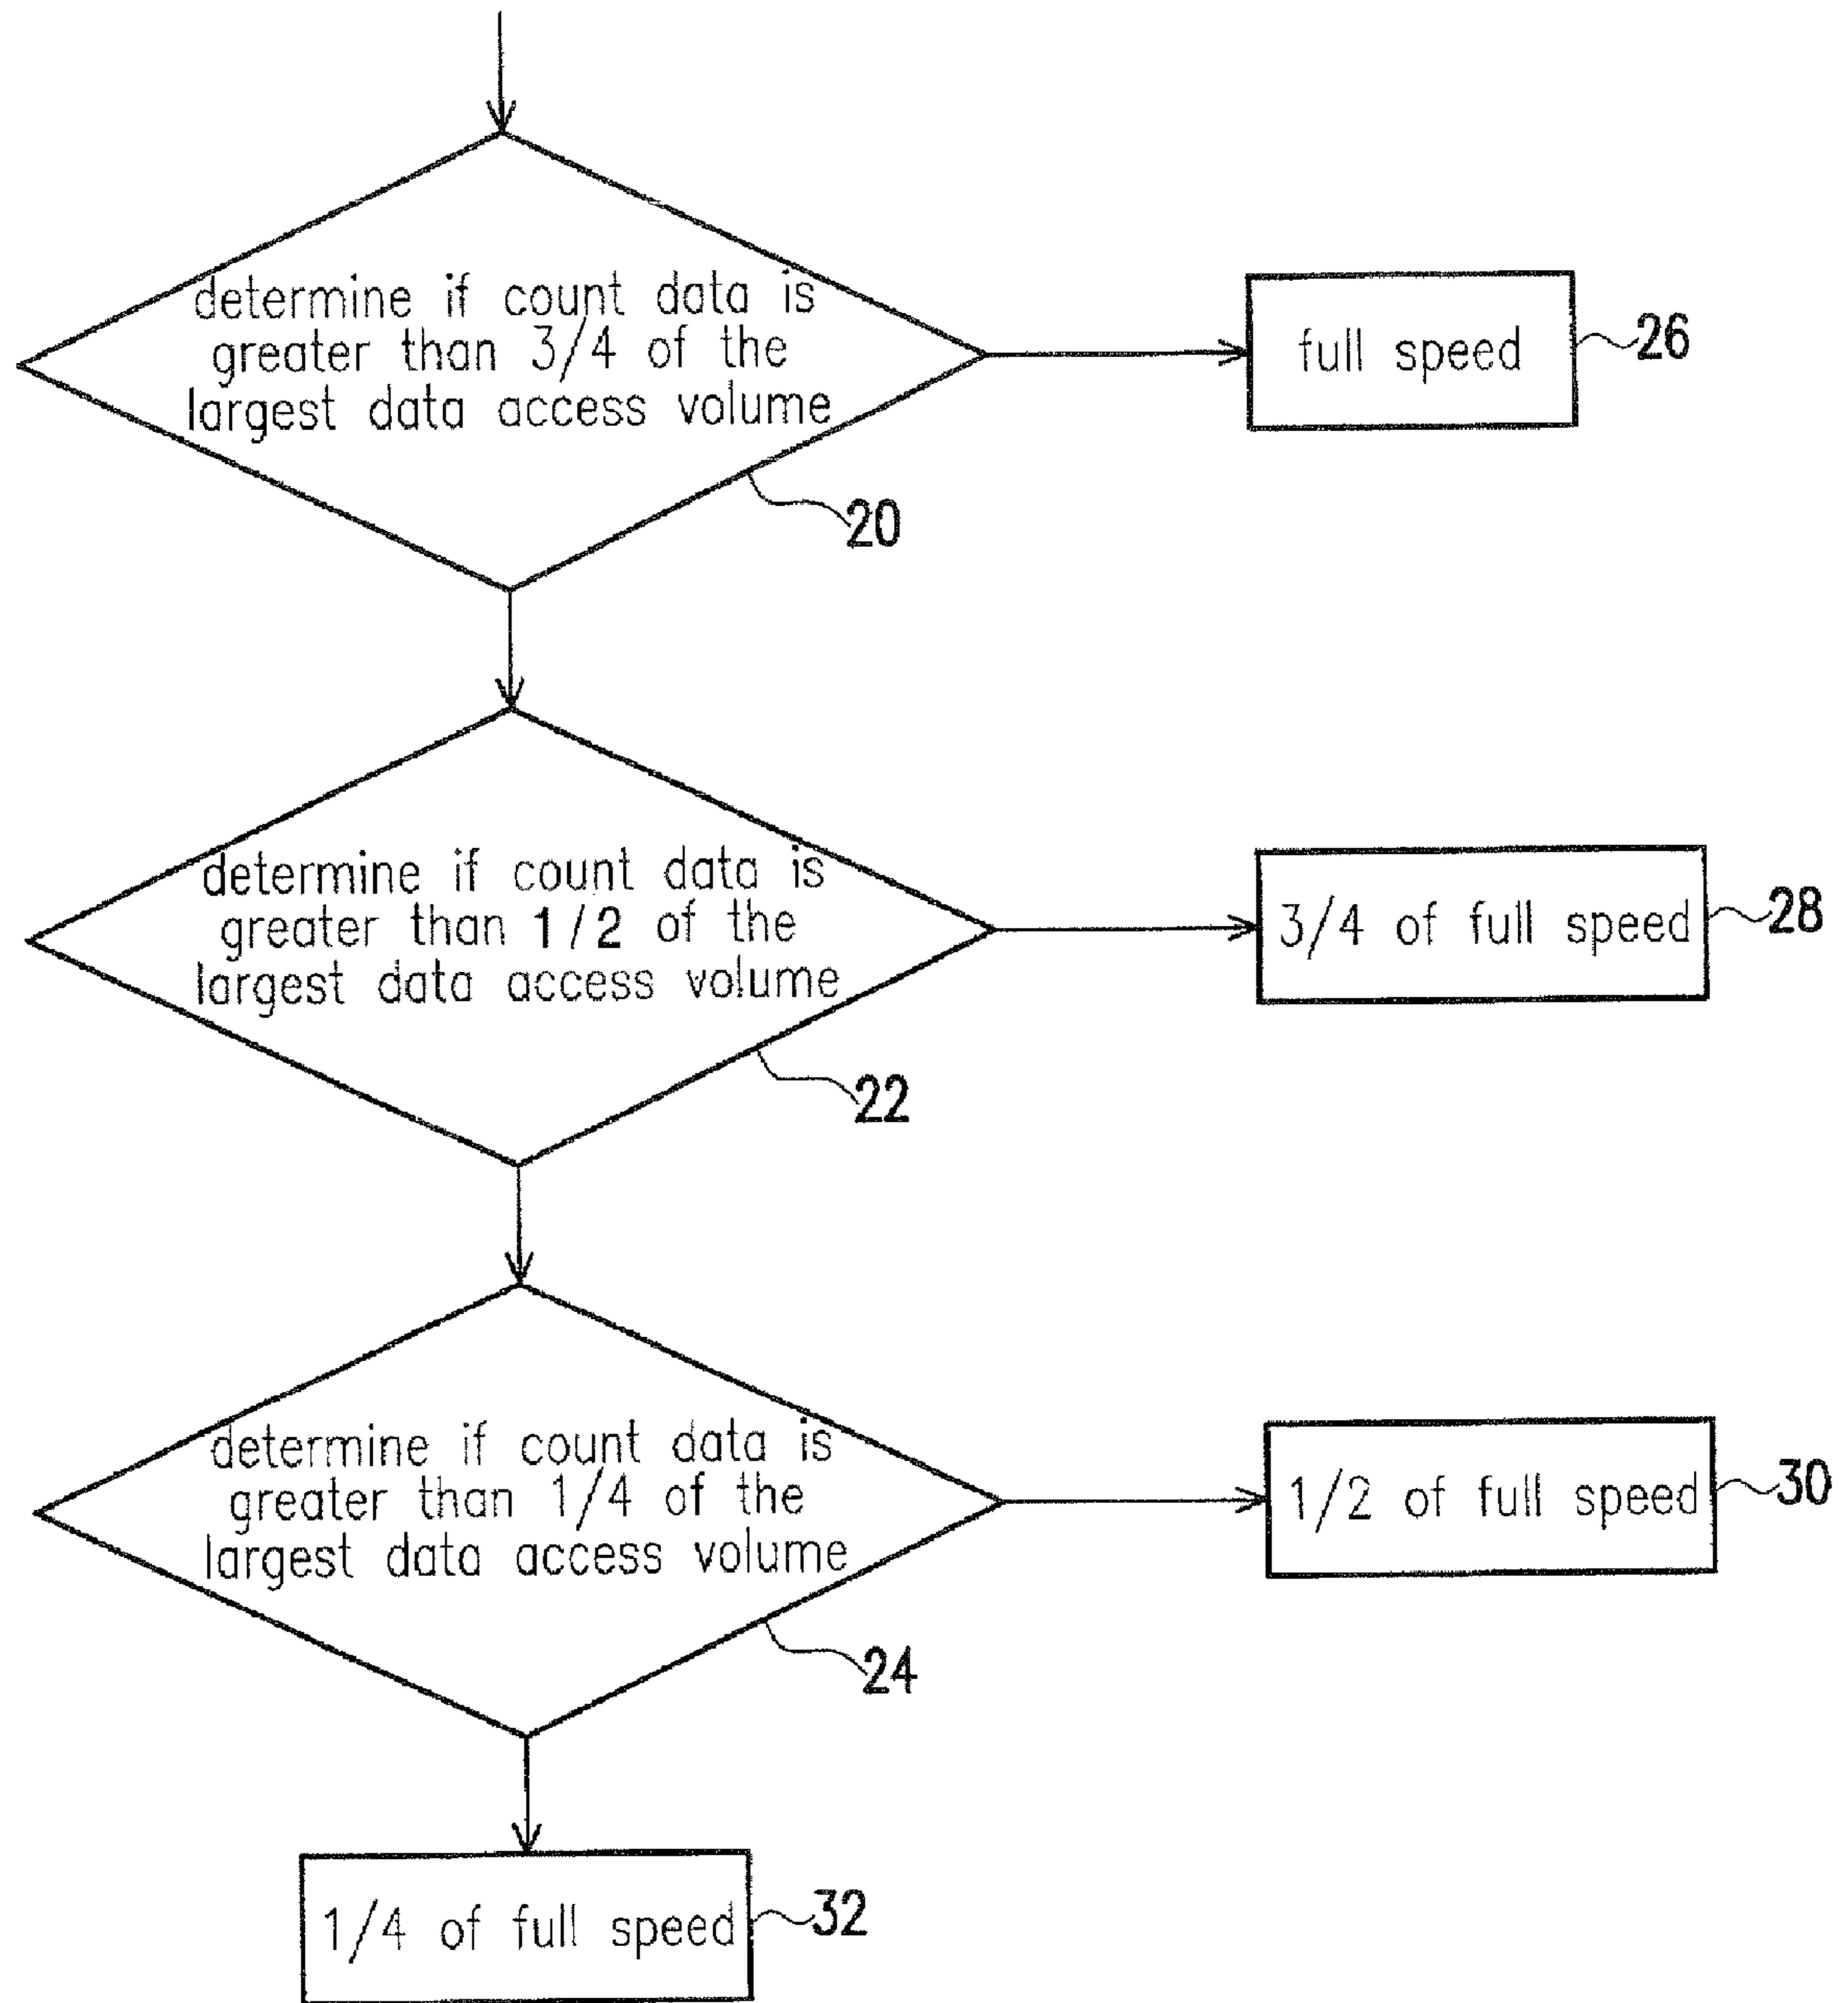 determine if count data is
greater than 3/4 of the
largest data access volume
20
full speed
26
determine if count data is
greater than 1/2 of the
largest data access volume
22
3/4 of full speed
28
determine if count data is
greater than 1/4 of the
largest data access volume
24
1/2 of full speed
30
1/4 of full speed
32